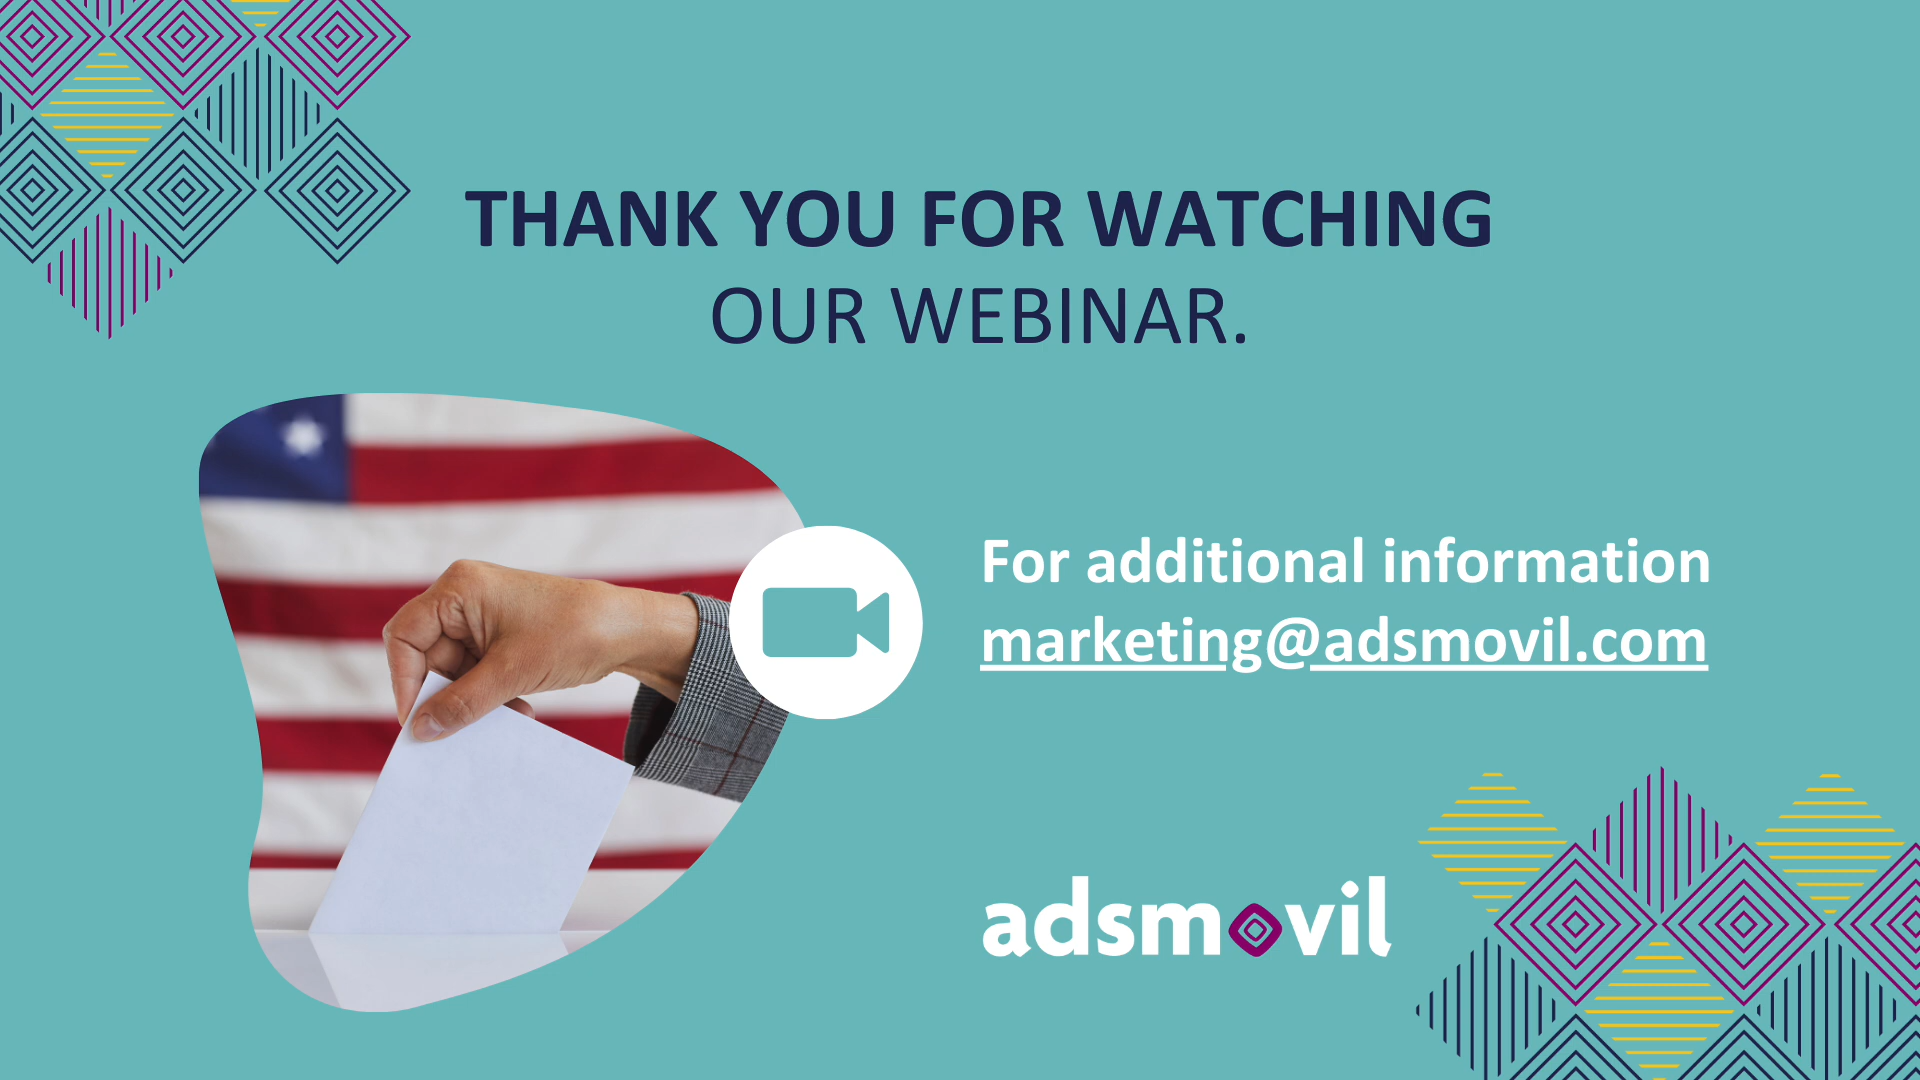 THANK YOU FOR WATCHING
OUR WEBINAR.
For additional information
marketing@adsmovil.com
adsmovil